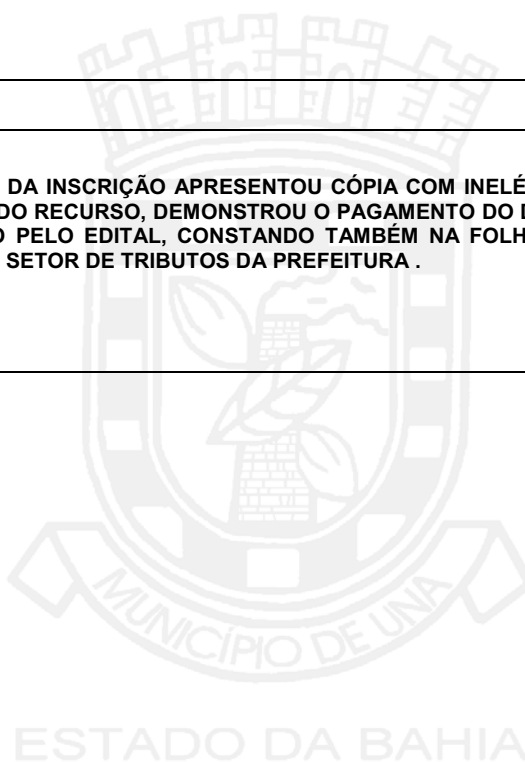 DA INSCRIÇÃO APRESENTOU CÓPIA COM INELÉ
DO RECURSO, DEMONSTROU O PAGAMENTO DO
PELO EDITAL, CONSTANDO TAMBÉM NA FOLH
SETOR DE TRIBUTOS DA PREFEITURA .
MUNICÍPIO DE UNA
ESTADO DA BAHIA